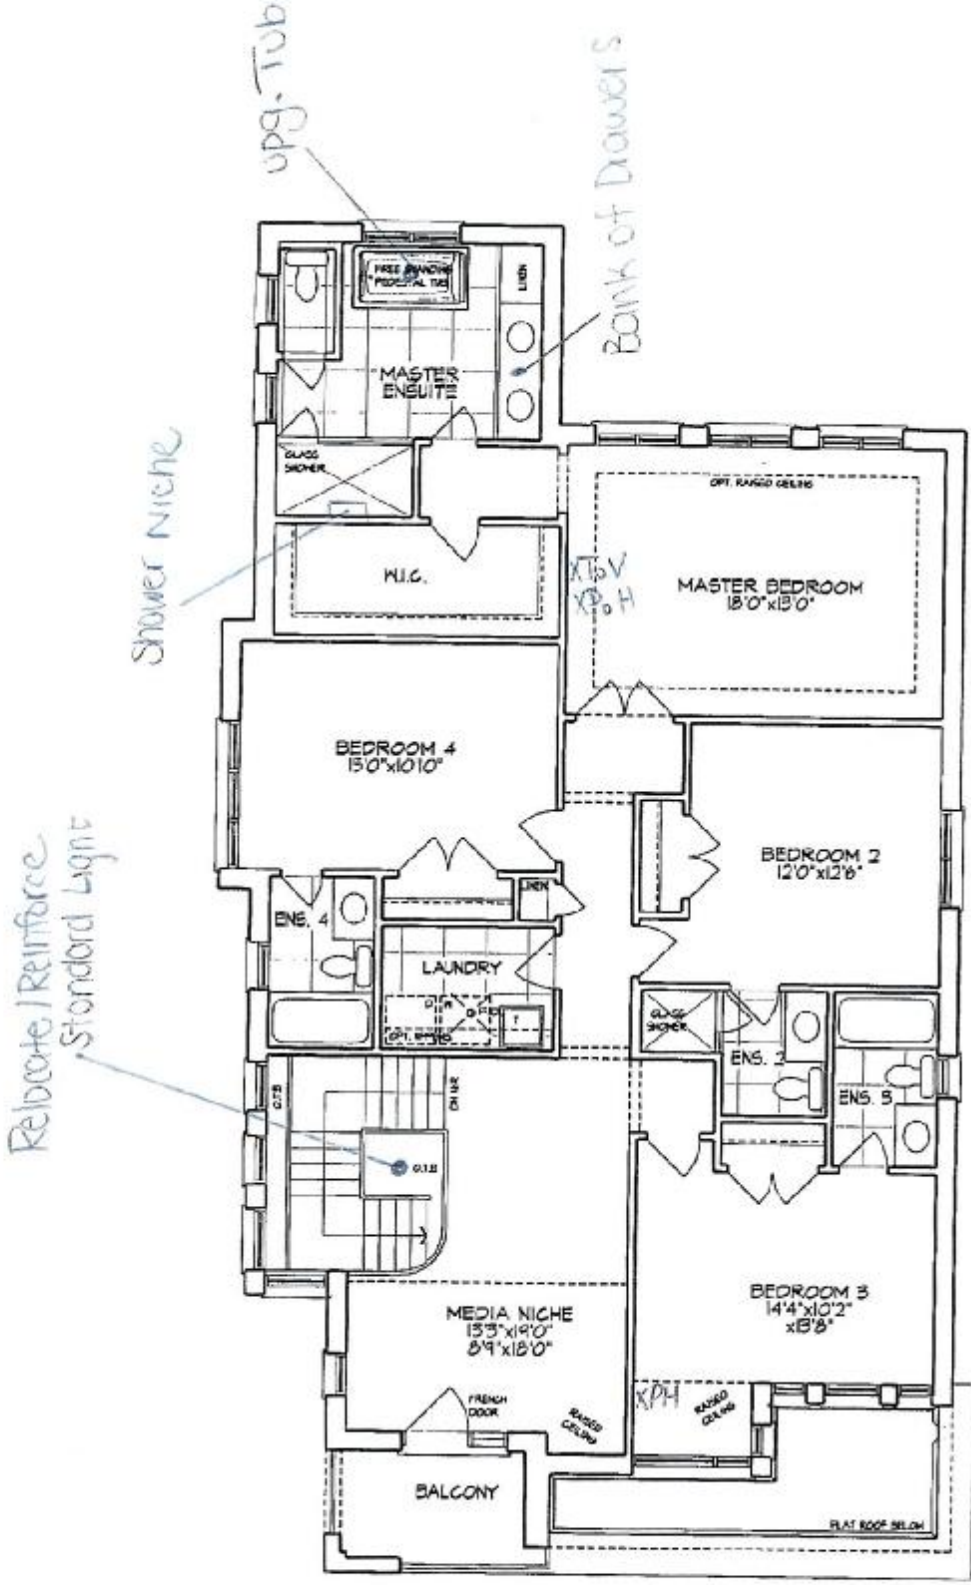 upg. Tub
Bank of Drawers
Shower Niche
Relocate/Reinforce
Standard Light
FREE STANDING
PEDESTAL TUB
LINEN
MASTER
ENSUITE
GLASS
SHOWER
W.I.C.
OPT. RAISED CEILING
XToV
XPoH
MASTER BEDROOM
18'0"x15'0"
BEDROOM 4
13'0"x10'10"
BEDROOM 2
12'0"x12'6"
LINEN
ENS. 4
LAUNDRY
D
W
T
GLASS
SHOWER
ENS. 2
ENS. 3
O.T.B
O.T.B
BEDROOM 3
14'4"x10'2"
x13'8"
MEDIA NICHE
13'3"x19'0"
8'9"x18'0"
FRENCH
DOOR
RAISED
CEILING
XPH
RAISED
CEILING
BALCONY
FLAT ROOF BELOW